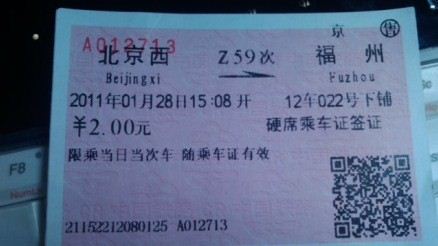 京 售
A012713
北京西 Z59次 福州
Beijingxi Fuzhou
2011年01月28日15:08开 12车022号下铺
￥2.00元 硬席乘车证签证
限乘当日当次车 随乘车证有效
21152212080125 A012713
F8